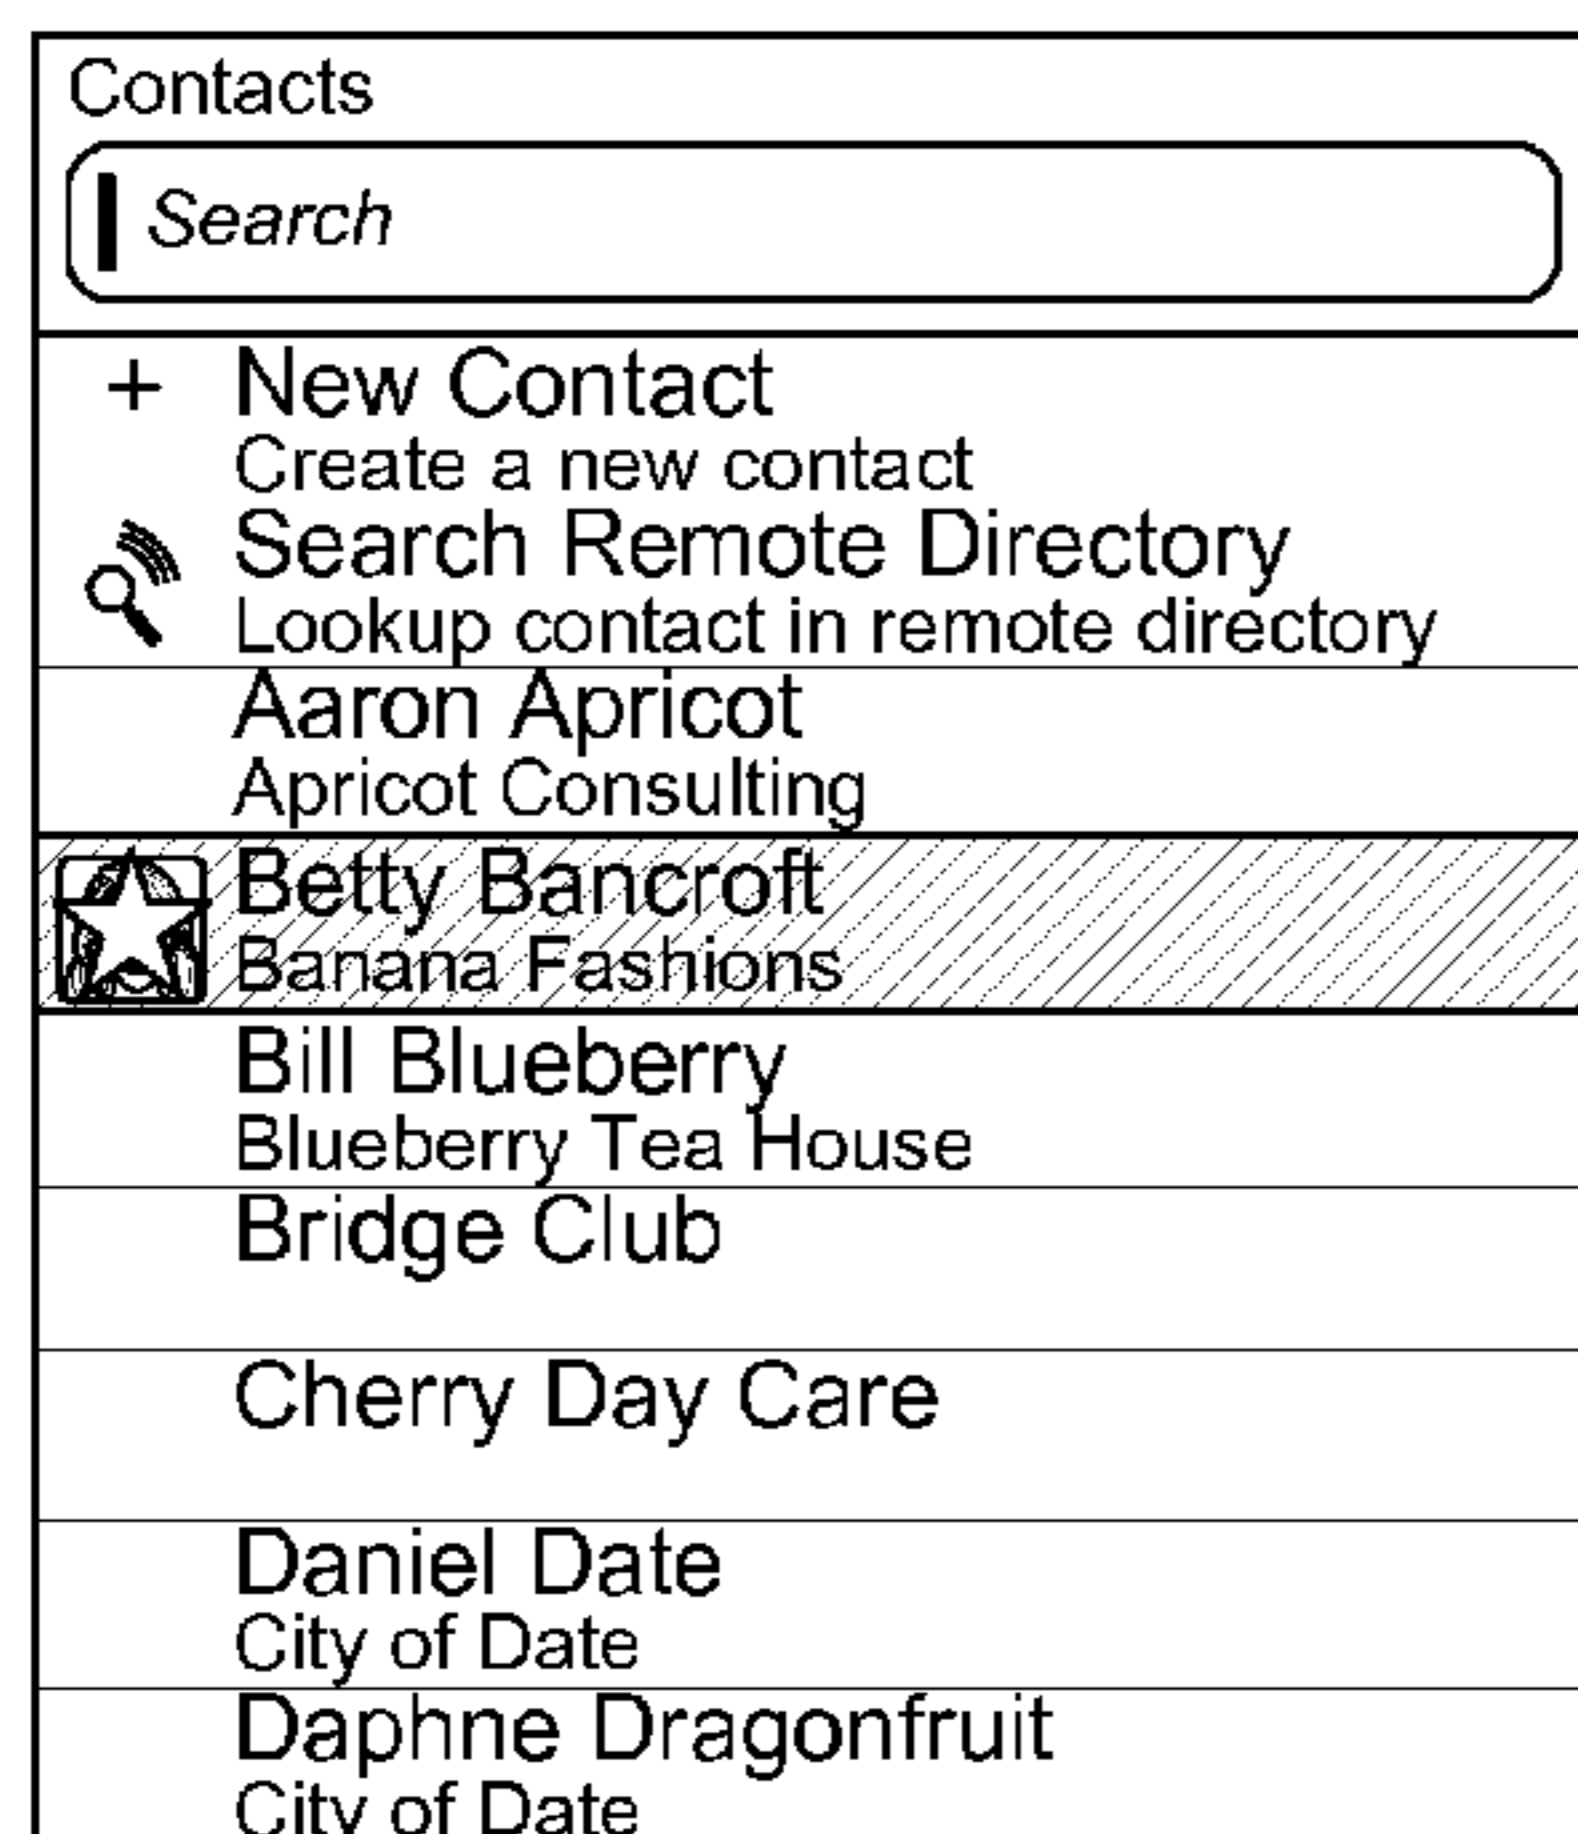 Contacts
Search
+ New Contact
Create a new contact
Search Remote Directory
Lookup contact in remote directory
Aaron Apricot
Apricot Consulting
Betty Bancroft
Banana Fashions
Bill Blueberry
Blueberry Tea House
Bridge Club
Cherry Day Care
Daniel Date
City of Date
Daphne Dragonfruit
City of Date